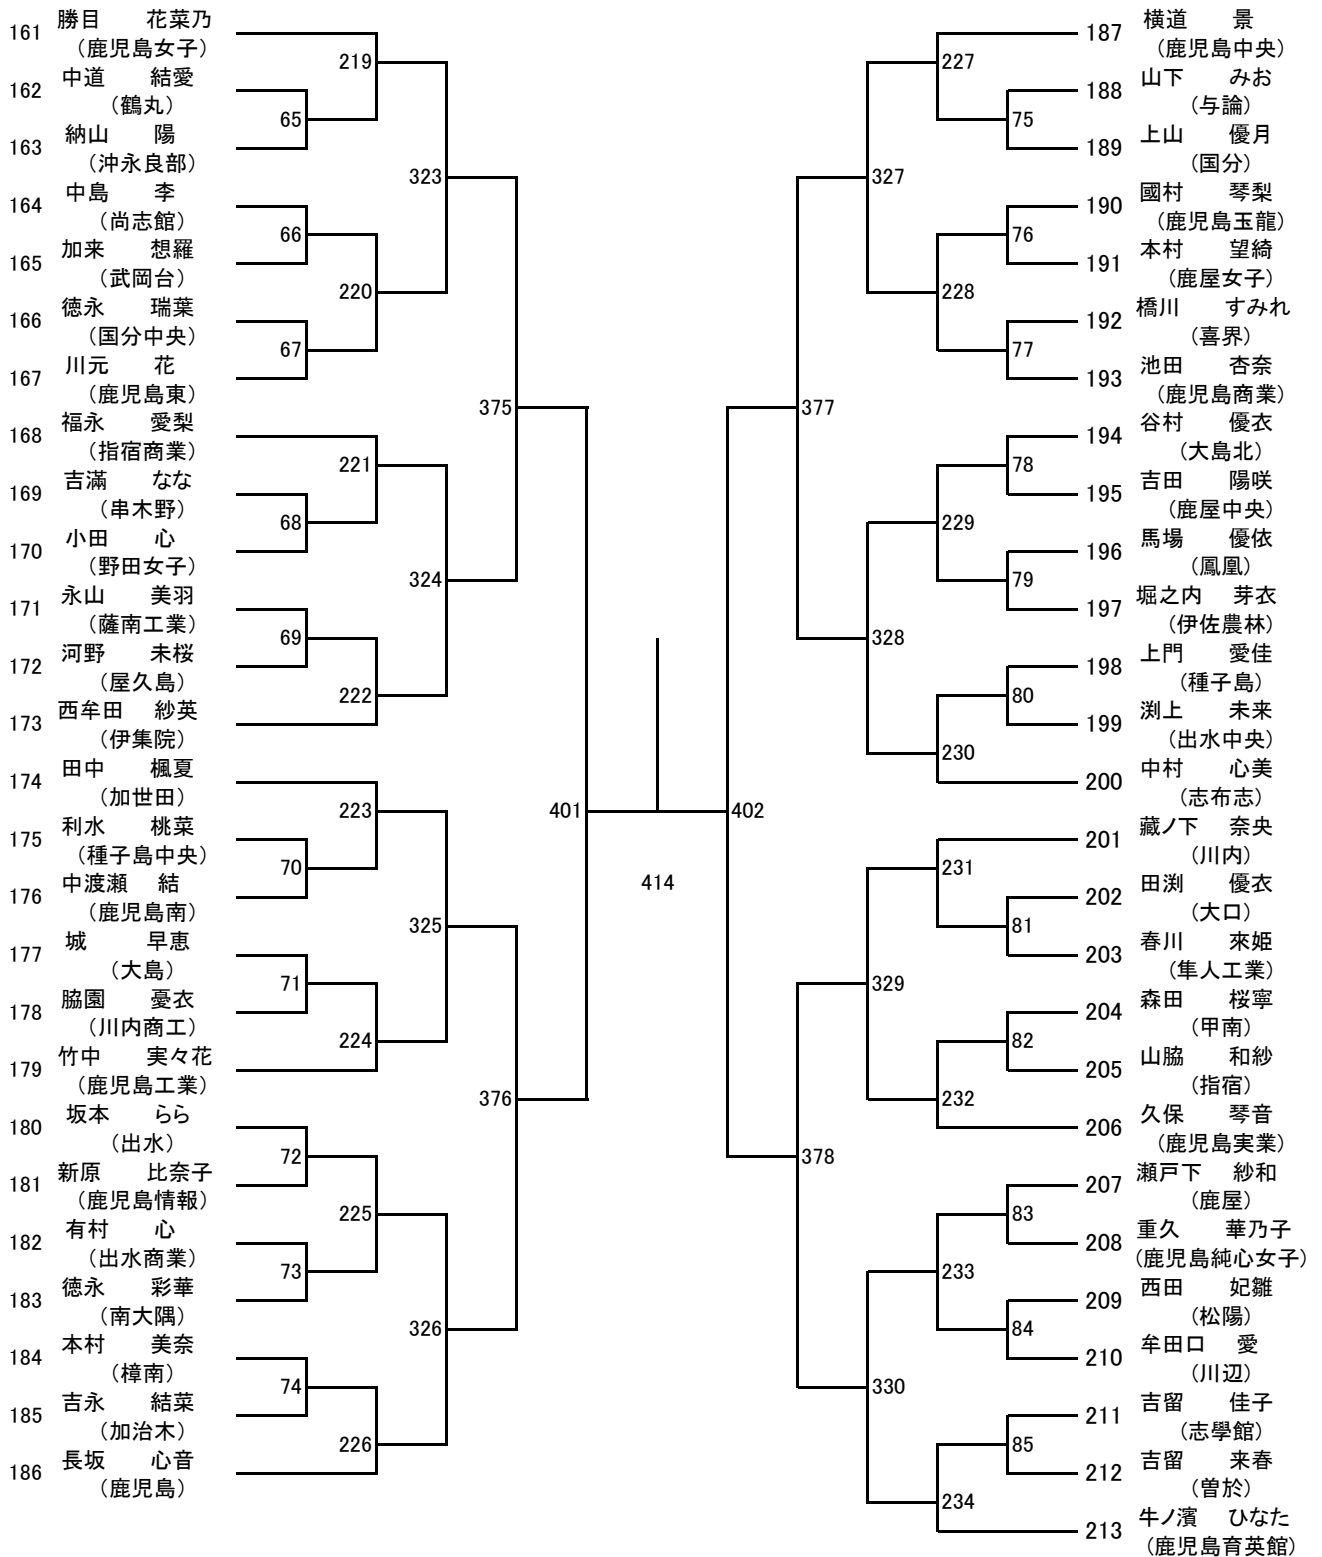 161 勝目 花菜乃
(鹿児島女子)
162 中道 結愛
(鶴丸)
163 納山 陽
(沖永良部)
164 中島 李
(尚志館)
165 加来 想羅
(武岡台)
166 徳永 瑞葉
(国分中央)
167 川元 花
(鹿児島東)
168 福永 愛梨
(指宿商業)
169 吉滿 なな
(串木野)
170 小田 心
(野田女子)
171 永山 美羽
(薩南工業)
172 河野 未桜
(屋久島)
173 西牟田 紗英
(伊集院)
174 田中 楓夏
(加世田)
175 利水 桃菜
(種子島中央)
176 中渡瀬 結
(鹿児島南)
177 城 早恵
(大島)
178 脇園 憂衣
(川内商工)
179 竹中 実々花
(鹿児島工業)
180 坂本 らら
(出水)
181 新原 比奈子
(鹿児島情報)
182 有村 心
(出水商業)
183 徳永 彩華
(南大隅)
184 本村 美奈
(樟南)
185 吉永 結菜
(加治木)
186 長坂 心音
(鹿児島)
65
66
67
68
69
70
71
72
73
74
219
220
221
222
223
224
225
226
323
324
325
326
375
376
401
414
402
377
378
327
328
329
330
227
228
229
230
231
232
233
234
75
76
77
78
79
80
81
82
83
84
85
187 横道 景
(鹿児島中央)
188 山下 みお
(与論)
189 上山 優月
(国分)
190 國村 琴梨
(鹿児島玉龍)
191 本村 望綺
(鹿屋女子)
192 橋川 すみれ
(喜界)
193 池田 杏奈
(鹿児島商業)
194 谷村 優衣
(大島北)
195 吉田 陽咲
(鹿屋中央)
196 馬場 優依
(鳳凰)
197 堀之内 芽衣
(伊佐農林)
198 上門 愛佳
(種子島)
199 渕上 未来
(出水中央)
200 中村 心美
(志布志)
201 藏ノ下 奈央
(川内)
202 田渕 優衣
(大口)
203 春川 來姫
(隼人工業)
204 森田 桜寧
(甲南)
205 山脇 和紗
(指宿)
206 久保 琴音
(鹿児島実業)
207 瀬戸下 紗和
(鹿屋)
208 重久 華乃子
(鹿児島純心女子)
209 西田 妃雛
(松陽)
210 牟田口 愛
(川辺)
211 吉留 佳子
(志學館)
212 吉留 来春
(曽於)
213 牛ノ濱 ひなた
(鹿児島育英館)